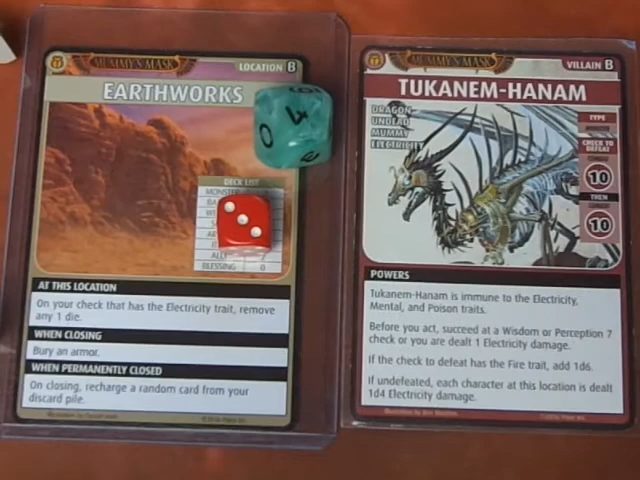 MUMMY'S MASK
LOCATION B
EARTHWORKS
DECK LIST
BLESSING 0
AT THIS LOCATION
On your check that has the Electricity trait, remove
any 1 die.
WHEN CLOSING
Bury an armor.
WHEN PERMANENTLY CLOSED
On closing, recharge a random card from your
discard pile.
4
0
MUMMY'S MASK
VILLAIN B
TUKANEM-HANAM
DRAGON
UNDEAD
MUMMY
ELECTRICITY
TYPE
CHECK TO
DEFEAT
10
THEN
10
POWERS
Tukanem-Hanam is immune to the Electricity,
Mental, and Poison traits.
Before you act, succeed at a Wisdom or Perception 7
check or you are dealt 1 Electricity damage.
If the check to defeat has the Fire trait, add 1d6.
If undefeated, each character at this location is dealt
1d4 Electricity damage.